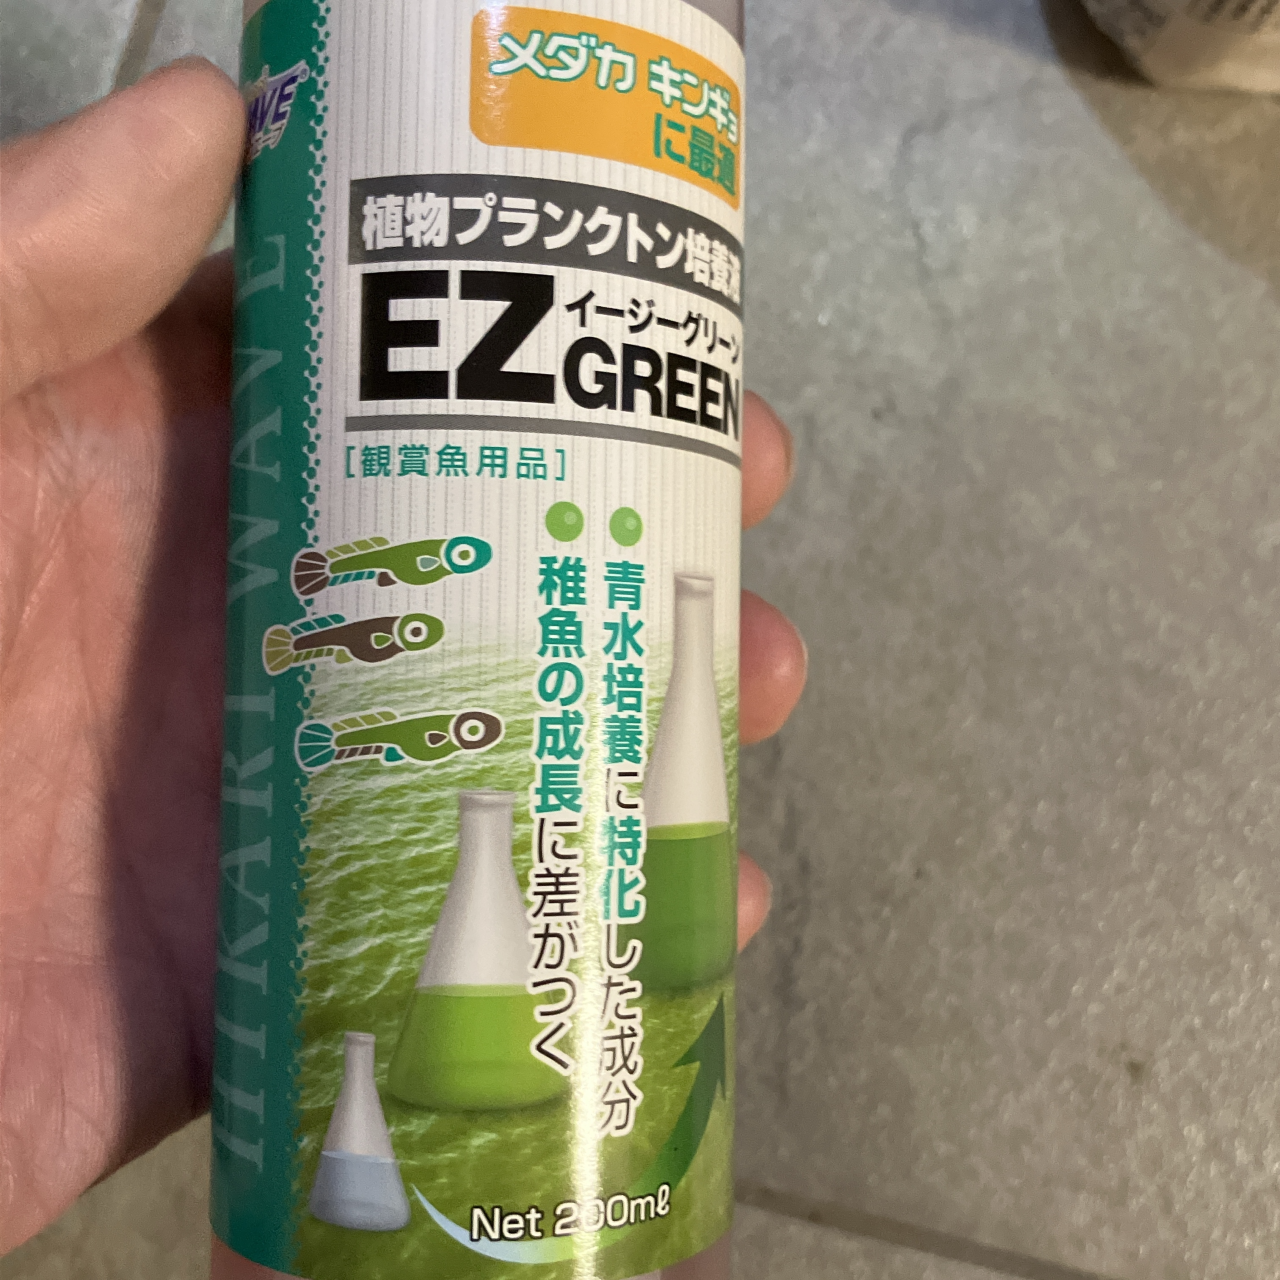 メダカ キンギョ
に最適
植物プランクトン培養液
イージーグリーン
EZ GREEN
[観賞魚用品]
青水培養に特化した成分
稚魚の成長に差がつく
HIKARI WAVE
Net 200mℓ